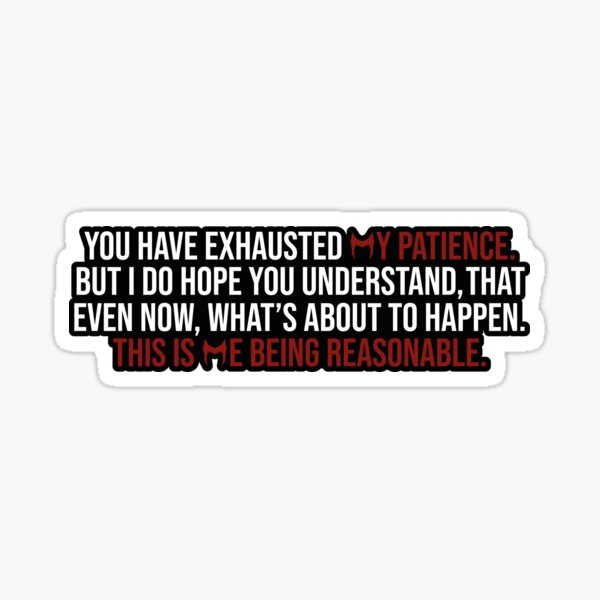 YOU HAVE EXHAUSTED MY PATIENCE.
BUT I DO HOPE YOU UNDERSTAND, THAT
EVEN NOW, WHAT'S ABOUT TO HAPPEN.
THIS IS ME BEING REASONABLE.